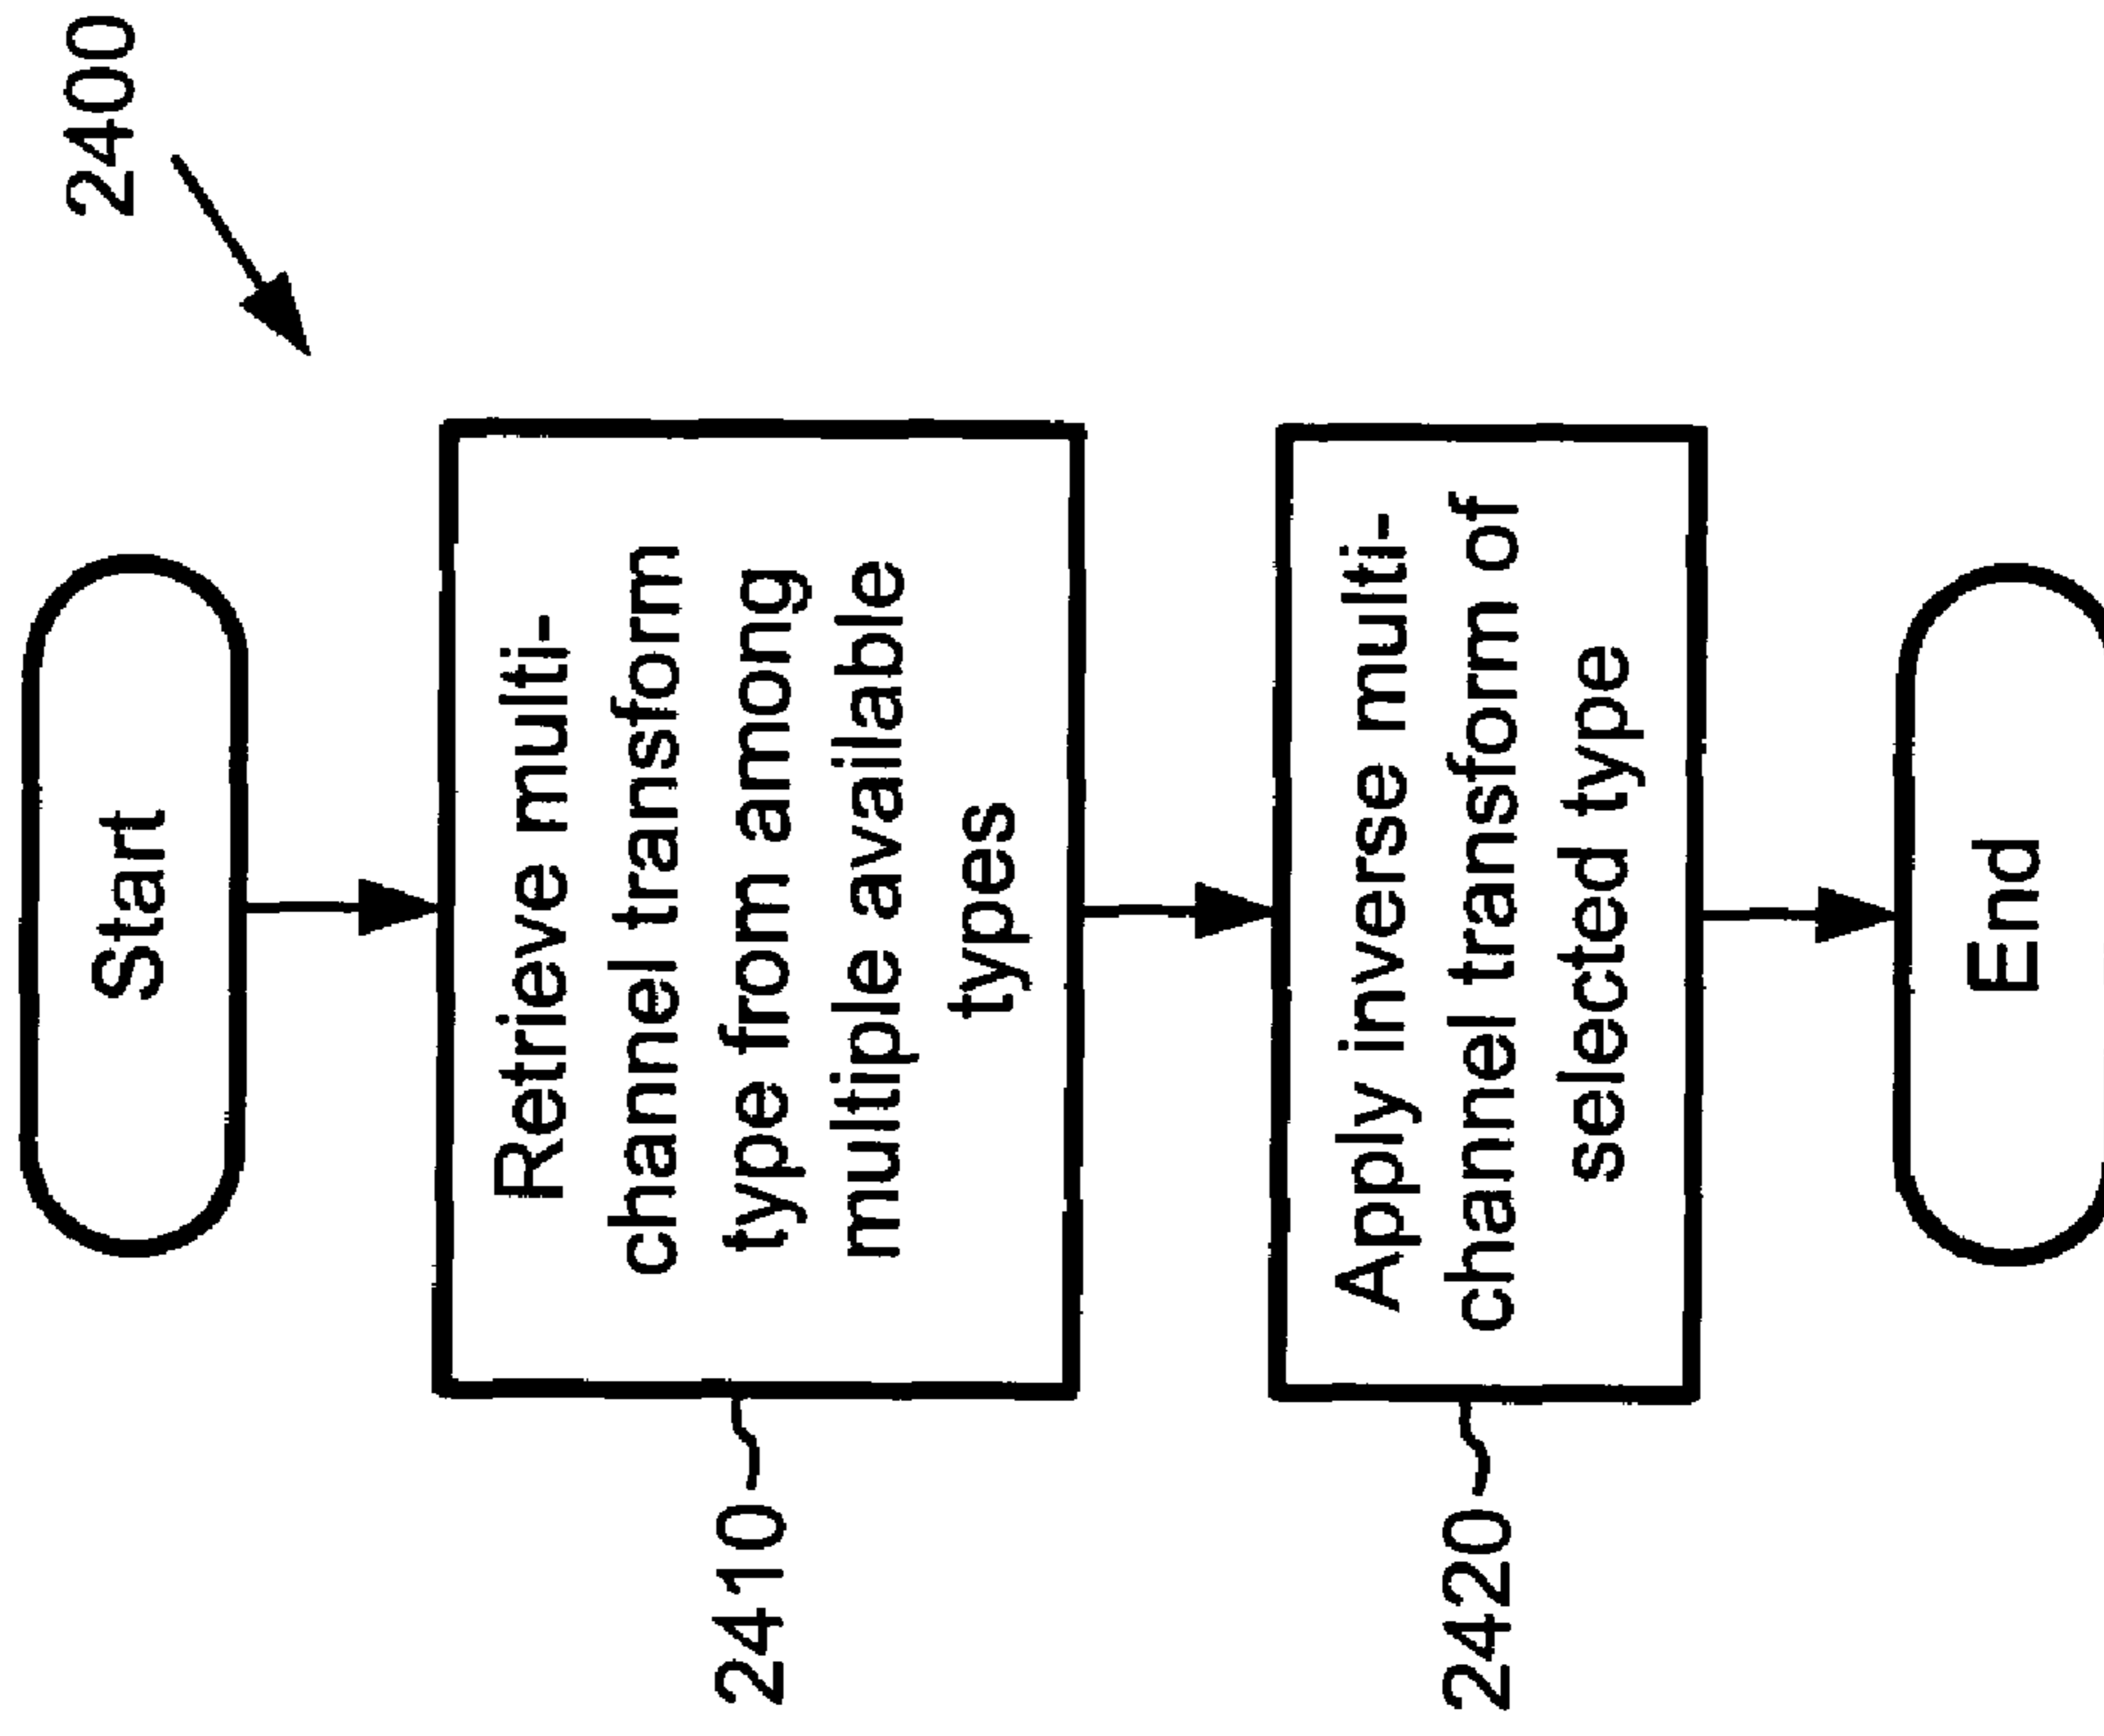 2400
Start
2410
Retrieve multi-
channel transform
type from among
multiple available
types
2420
Apply inverse multi-
channel transform of
selected type
End